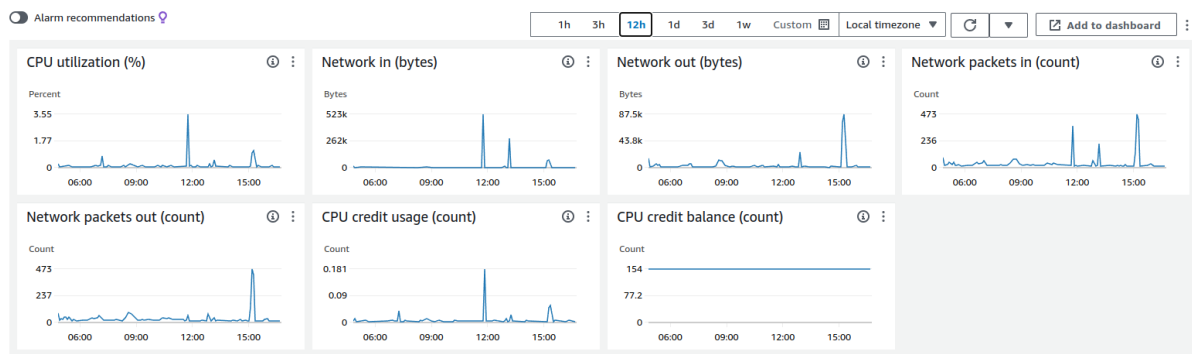 Alarm recommendations
1h 3h 12h 1d 3d 1w Custom Local timezone Add to dashboard
CPU utilization (%)
Percent
3.55
1.77
0
06:00 09:00 12:00 15:00
Network in (bytes)
Bytes
523k
262k
0
06:00 09:00 12:00 15:00
Network out (bytes)
Bytes
87.5k
43.8k
0
06:00 09:00 12:00 15:00
Network packets in (count)
Count
473
236
0
06:00 09:00 12:00 15:00
Network packets out (count)
Count
473
237
0
06:00 09:00 12:00 15:00
CPU credit usage (count)
Count
0.181
0.09
0
06:00 09:00 12:00 15:00
CPU credit balance (count)
Count
154
77.2
0
06:00 09:00 12:00 15:00